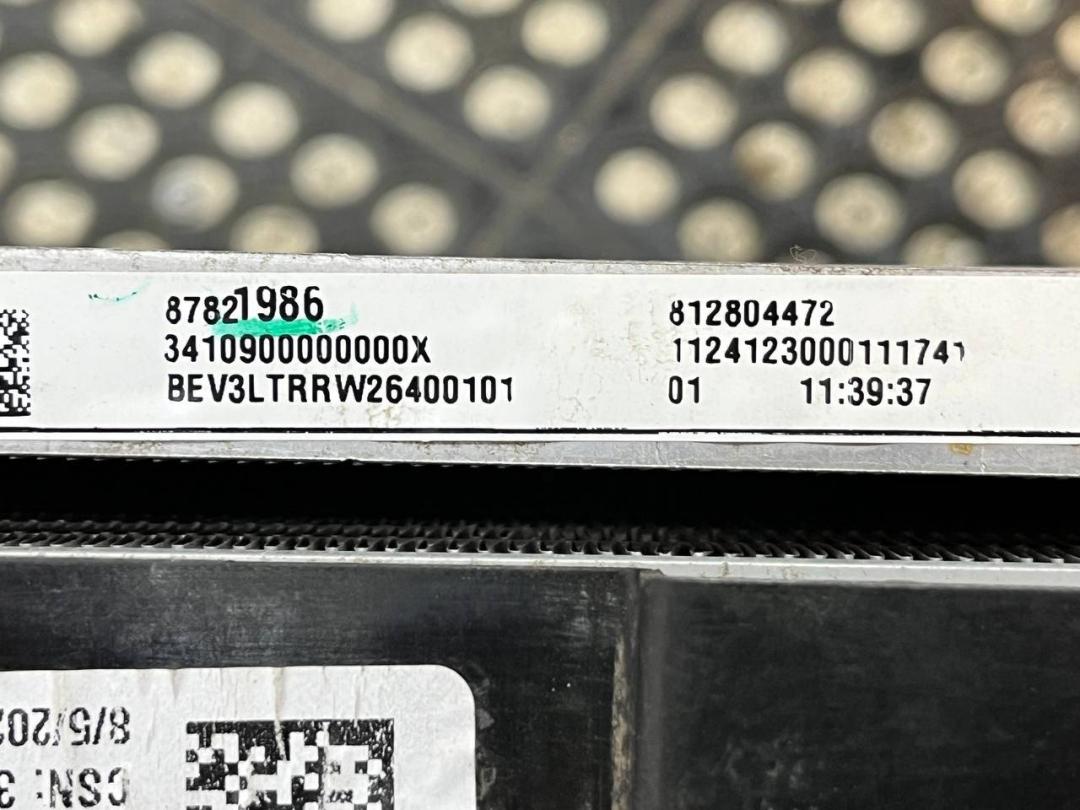 87821986
3410900000000X
BEV3LTRRW26400101
812804472
1124123000111741
01 11:39:37
8/5/202
CSN: 3